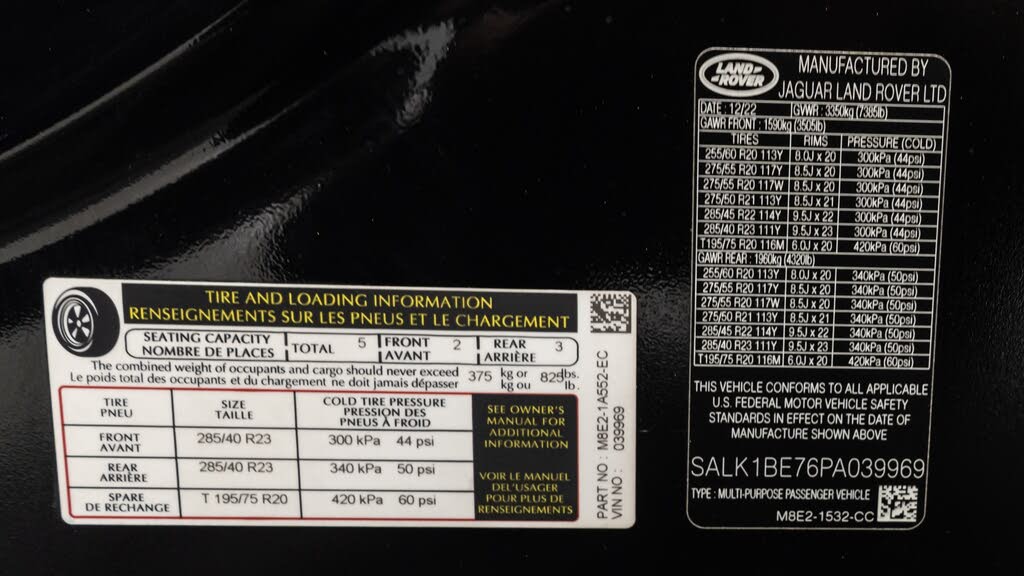 TIRE AND LOADING INFORMATION
RENSEIGNEMENTS SUR LES PNEUS ET LE CHARGEMENT
SEATING CAPACITY
NOMBRE DE PLACES
TOTAL 5
FRONT
AVANT
2
REAR
ARRIÈRE
3
The combined weight of occupants and cargo should never exceed
Le poids total des occupants et du chargement ne doit jamais dépasser
375 kg or
kg ou
825 lbs.
lb.
TIRE
PNEU
SIZE
TAILLE
COLD TIRE PRESSURE
PRESSION DES
PNEUS À FROID
FRONT
AVANT
285/40 R23
300 kPa 44 psi
REAR
ARRIÈRE
285/40 R23
340 kPa 50 psi
SPARE
DE RECHANGE
T 195/75 R20
420 kPa 60 psi
SEE OWNER'S
MANUAL FOR
ADDITIONAL
INFORMATION
VOIR LE MANUEL
DEL'USAGER
POUR PLUS DE
RENSEIGNEMENTS
PART NO : M8E2-1A552-EC
VIN NO : 039969
LAND-
-ROVER
MANUFACTURED BY
JAGUAR LAND ROVER LTD
DATE : 12/22 GVWR : 3350kg (7385lb)
GAWR FRONT : 1590kg (3505lb)
TIRES RIMS PRESSURE (COLD)
255/60 R20 113Y 8.0J x 20 300kPa (44psi)
275/55 R20 117Y 8.5J x 20 300kPa (44psi)
275/55 R20 117W 8.5J x 20 300kPa (44psi)
275/50 R21 113Y 8.5J x 21 300kPa (44psi)
285/45 R22 114Y 9.5J x 22 300kPa (44psi)
285/40 R23 111Y 9.5J x 23 300kPa (44psi)
T195/75 R20 116M 6.0J x 20 420kPa (60psi)
GAWR REAR : 1960kg (4320lb)
255/60 R20 113Y 8.0J x 20 340kPa (50psi)
275/55 R20 117Y 8.5J x 20 340kPa (50psi)
275/55 R20 117W 8.5J x 20 340kPa (50psi)
275/50 R21 113Y 8.5J x 21 340kPa (50psi)
285/45 R22 114Y 9.5J x 22 340kPa (50psi)
285/40 R23 111Y 9.5J x 23 340kPa (50psi)
T195/75 R20 116M 6.0J x 20 420kPa (60psi)
THIS VEHICLE CONFORMS TO ALL APPLICABLE
U.S. FEDERAL MOTOR VEHICLE SAFETY
STANDARDS IN EFFECT ON THE DATE OF
MANUFACTURE SHOWN ABOVE
SALK1BE76PA039969
TYPE : MULTI-PURPOSE PASSENGER VEHICLE
M8E2-1532-CC